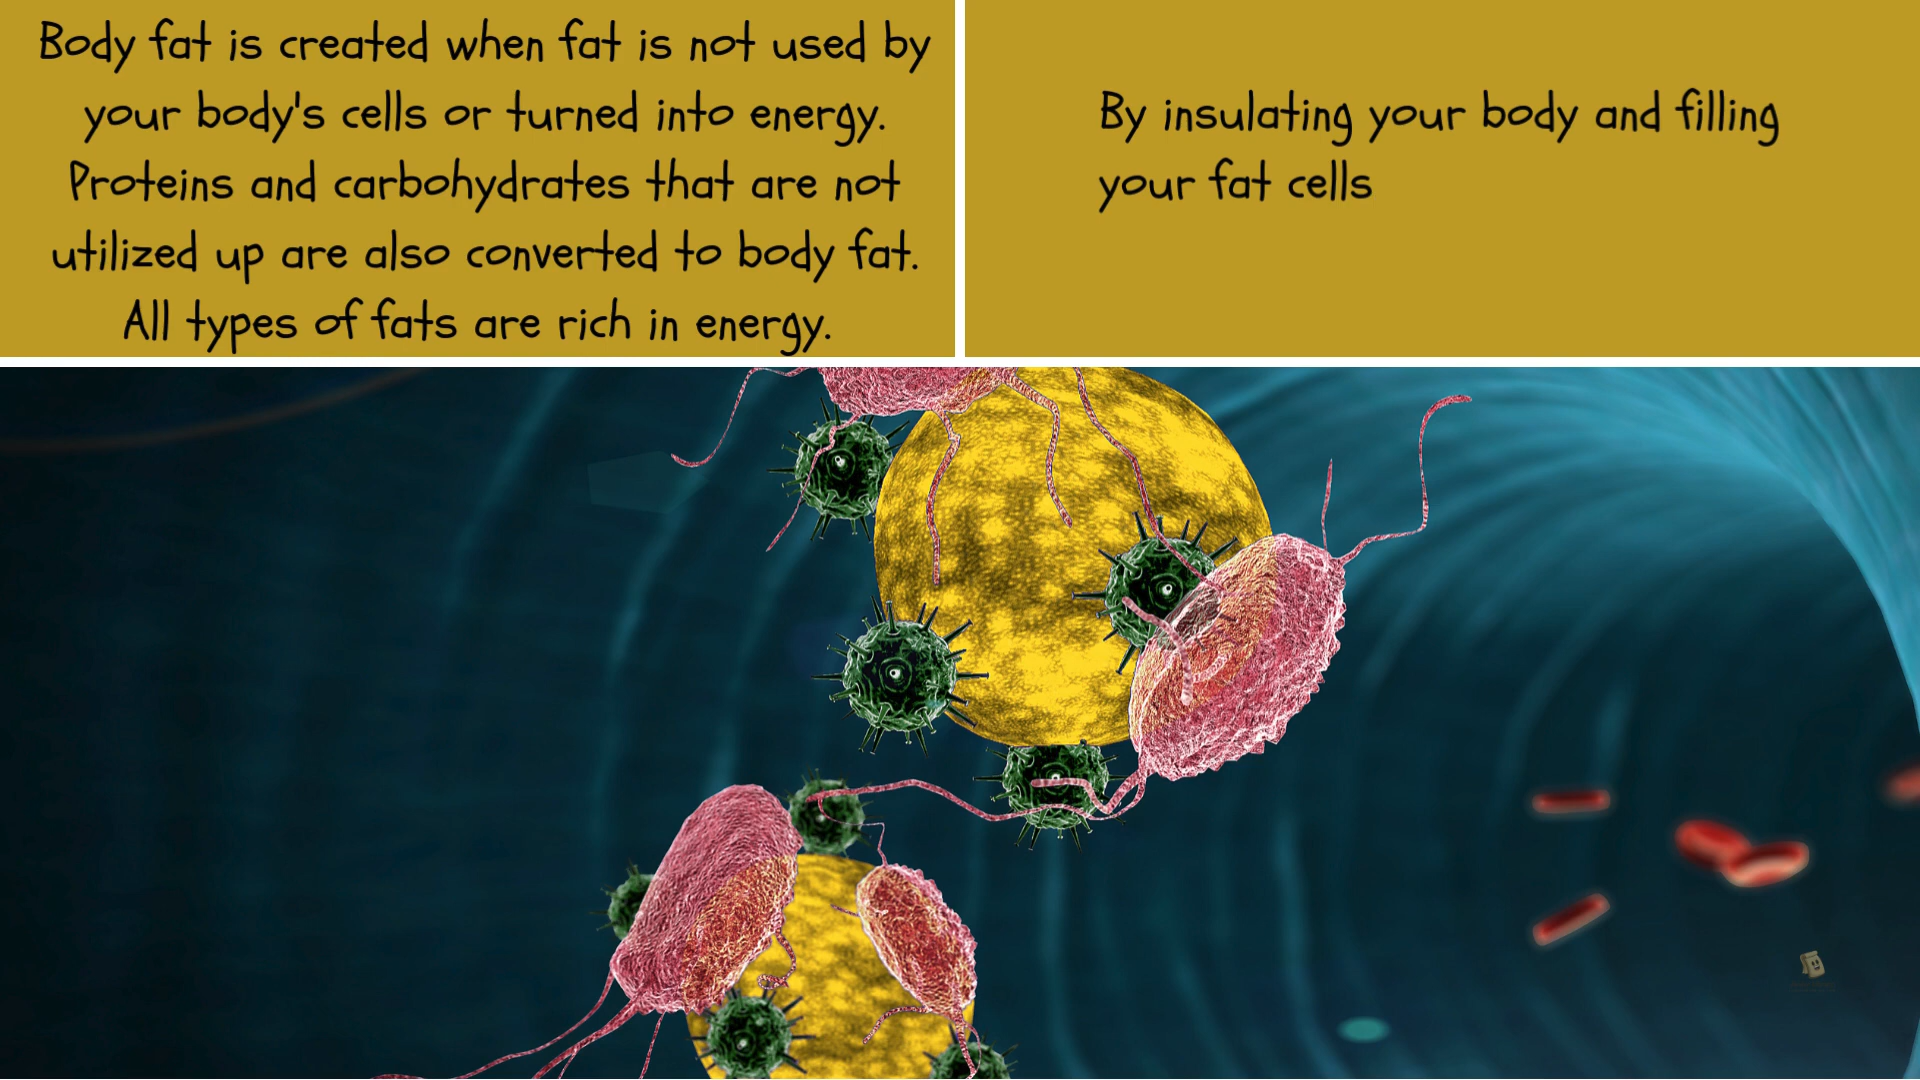 Body fat is created when fat is not used by
your body's cells or turned into energy.
Proteins and carbohydrates that are not
utilized up are also converted to body fat.
All types of fats are rich in energy.
By insulating your body and filling
your fat cells